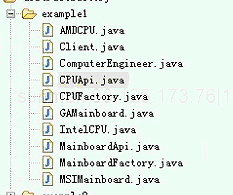 example1
AMDCPU.java
Client.java
ComputerEngineer.java
CPUApi.java
CPUFactory.java
GAMainboard.java
IntelCPU.java
MainboardApi.java
MainboardFactory.java
MSIMainboard.java